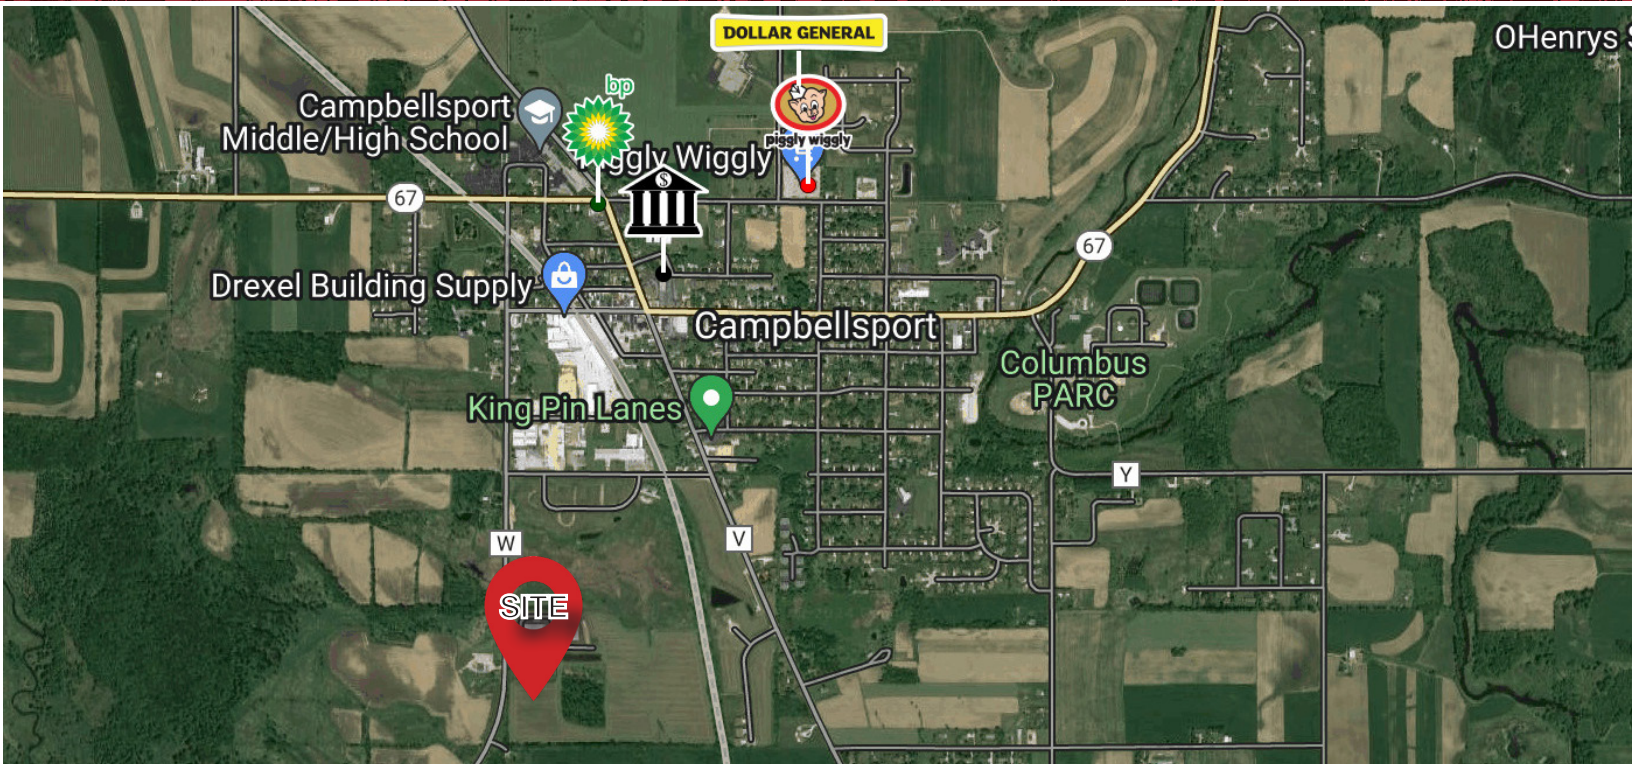 DOLLAR GENERAL
OHenrys S
bp
Campbellsport
Middle/High School
piggly wiggly
Piggly Wiggly
$
67
67
Drexel Building Supply
Campbellsport
Columbus
PARC
King Pin Lanes
Y
W
V
SITE